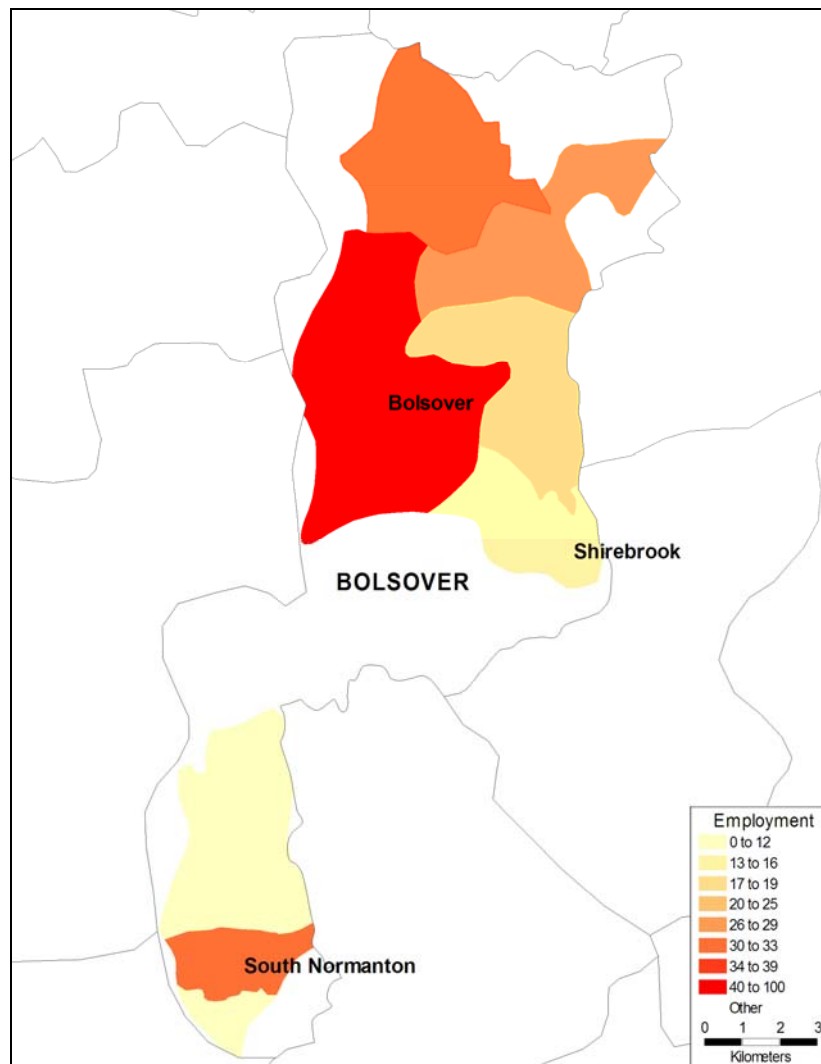 Bolsover
Shirebrook
BOLSOVER
South Normanton
Employment
0 to 12
13 to 16
17 to 19
20 to 25
26 to 29
30 to 33
34 to 39
40 to 100
Other
0 1 2 3
Kilometers